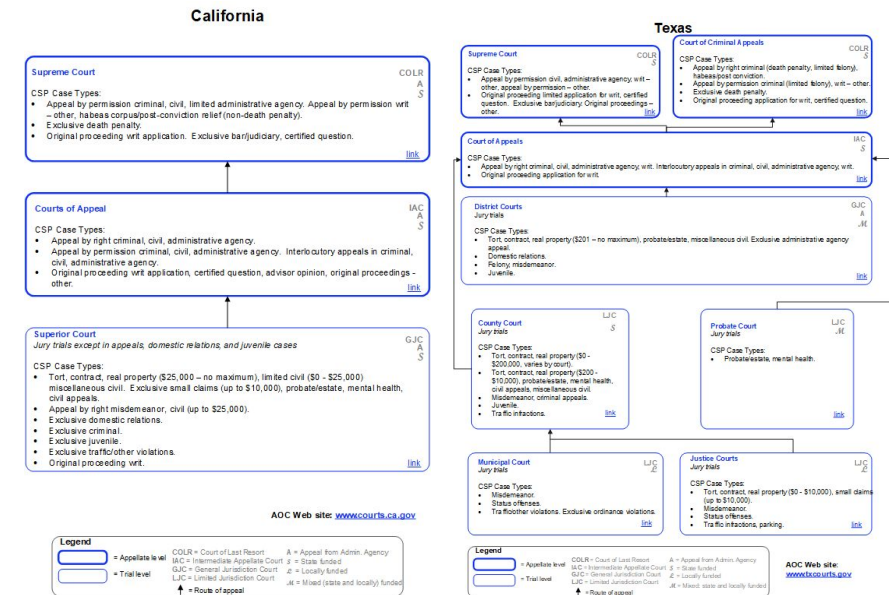 California
Supreme Court
COLR
A
S
CSP Case Types:
• Appeal by permission criminal, civil, limited administrative agency. Appeal by permission writ
– other, habeas corpus/post-conviction relief (non-death penalty).
• Exclusive death penalty.
• Original proceeding writ application. Exclusive bar/judiciary, certified question.
link
Courts of Appeal
IAC
A
S
CSP Case Types:
• Appeal by right criminal, civil, administrative agency.
• Appeal by permission criminal, civil, administrative agency. Interlocutory appeals in criminal,
civil, administrative agency.
• Original proceeding writ application, certified question, advisor opinion, original proceedings -
other.
link
Superior Court
GJC
A
S
Jury trials except in appeals, domestic relations, and juvenile cases
CSP Case Types:
• Tort, contract, real property ($25,000 – no maximum), limited civil ($0 - $25,000)
miscellaneous civil. Exclusive small claims (up to $10,000), probate/estate, mental health,
civil appeals.
• Appeal by right misdemeanor, civil (up to $25,000).
• Exclusive domestic relations.
• Exclusive criminal.
• Exclusive juvenile.
• Exclusive traffic/other violations.
• Original proceeding writ.
link
AOC Web site: www.courts.ca.gov
Legend
= Appellate level
= Trial level
COLR = Court of Last Resort
IAC = Intermediate Appellate Court
GJC = General Jurisdiction Court
LJC = Limited Jurisdiction Court
= Route of appeal
A = Appeal from Admin. Agency
S = State funded
L = Locally funded
M = Mixed (state and locally) funded
Texas
Supreme Court
COLR
S
CSP Case Types:
• Appeal by permission civil, administrative agency, writ –
other, appeal by permission – other.
• Original proceeding limited application for writ, certified
question. Exclusive bar/judiciary. Original proceedings –
other.
link
Court of Criminal Appeals
COLR
S
CSP Case Types:
• Appeal by right criminal (death penalty, limited felony),
habeas/post conviction.
• Appeal by permission criminal (limited felony), writ – other.
• Exclusive death penalty.
• Original proceeding application for writ, certified question.
link
Court of Appeals
IAC
S
CSP Case Types:
• Appeal by right criminal, civil, administrative agency, writ. Interlocutory appeals in criminal, civil, administrative agency, writ.
• Original proceeding application for writ.
link
District Courts
GJC
A
M
Jury trials
CSP Case Types:
• Tort, contract, real property ($201 – no maximum), probate/estate, miscellaneous civil. Exclusive administrative agency
appeal.
• Domestic relations.
• Felony, misdemeanor.
• Juvenile.
link
County Court
LJC
S
Jury trials
CSP Case Types:
• Tort, contract, real property ($0 -
$200,000, varies by court).
• Tort, contract, real property ($200 -
$10,000), probate/estate, mental health,
civil appeals, miscellaneous civil.
• Misdemeanor, criminal appeals.
• Juvenile.
• Traffic infractions.
link
Probate Court
LJC
M
Jury trials
CSP Case Types:
• Probate/estate, mental health.
link
Municipal Court
LJC
L
Jury trials
CSP Case Types:
• Misdemeanor.
• Status offenses.
• Traffic/other violations. Exclusive ordinance violations.
link
Justice Courts
LJC
L
Jury trials
CSP Case Types:
• Tort, contract, real property ($0 - $10,000), small claims
(up to $10,000).
• Misdemeanor.
• Status offenses.
• Traffic infractions, parking.
link
Legend
= Appellate level
= Trial level
COLR = Court of Last Resort
IAC = Intermediate Appellate Court
GJC = General Jurisdiction Court
LJC = Limited Jurisdiction Court
= Route of appeal
A = Appeal from Admin. Agency
S = State funded
L = Locally funded
M = Mixed: state and locally funded
AOC Web site:
www.txcourts.gov